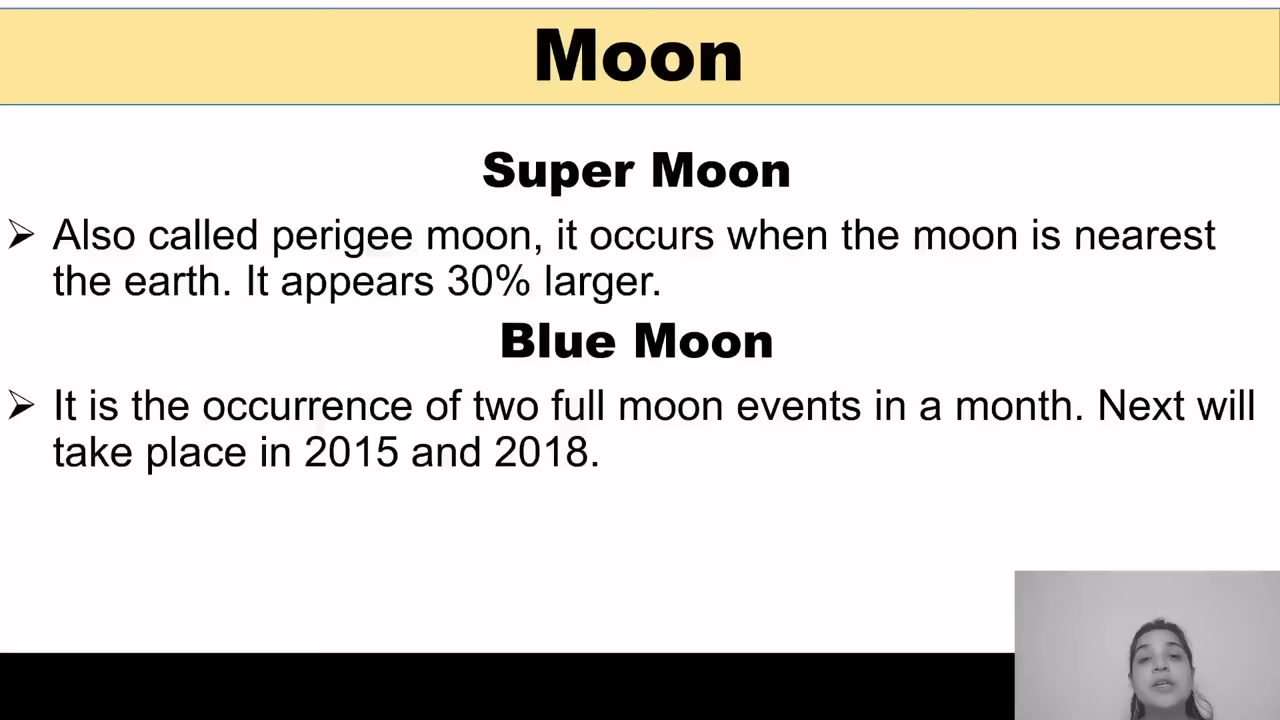 Moon
Super Moon
➢ Also called perigee moon, it occurs when the moon is nearest
the earth. It appears 30% larger.
Blue Moon
➢ It is the occurrence of two full moon events in a month. Next will
take place in 2015 and 2018.